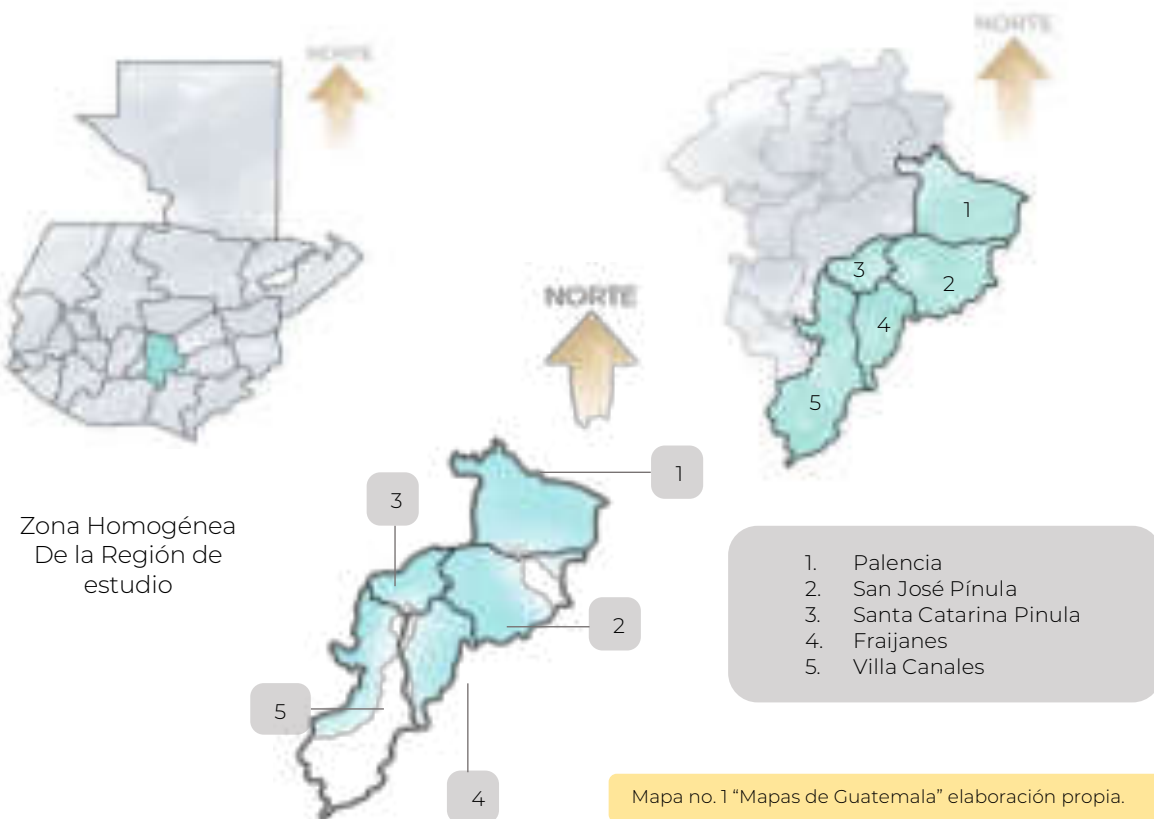 NORTE
NORTE
1
3
2
4
5
NORTE
1
3
2
5
4
Zona Homogénea
De la Región de
estudio
1. Palencia
2. San José Pínula
3. Santa Catarina Pinula
4. Fraijanes
5. Villa Canales
Mapa no. 1 “Mapas de Guatemala” elaboración propia.